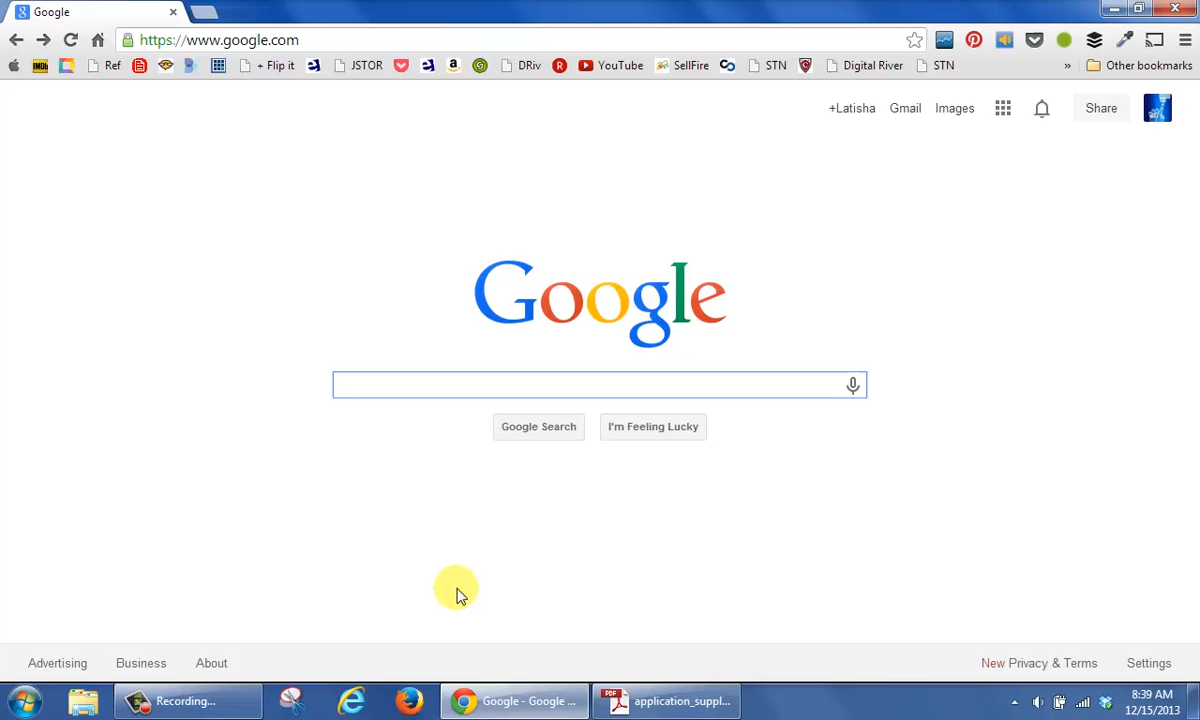 Google
https://www.google.com
IMDb Ref + Flip it JSTOR DRiv YouTube SellFire STN Digital River STN » Other bookmarks
+Latisha Gmail Images Share
Google
Google Search I'm Feeling Lucky
Advertising Business About New Privacy & Terms Settings
Recording... Google - Google ... application_suppl...
8:39 AM
12/15/2013